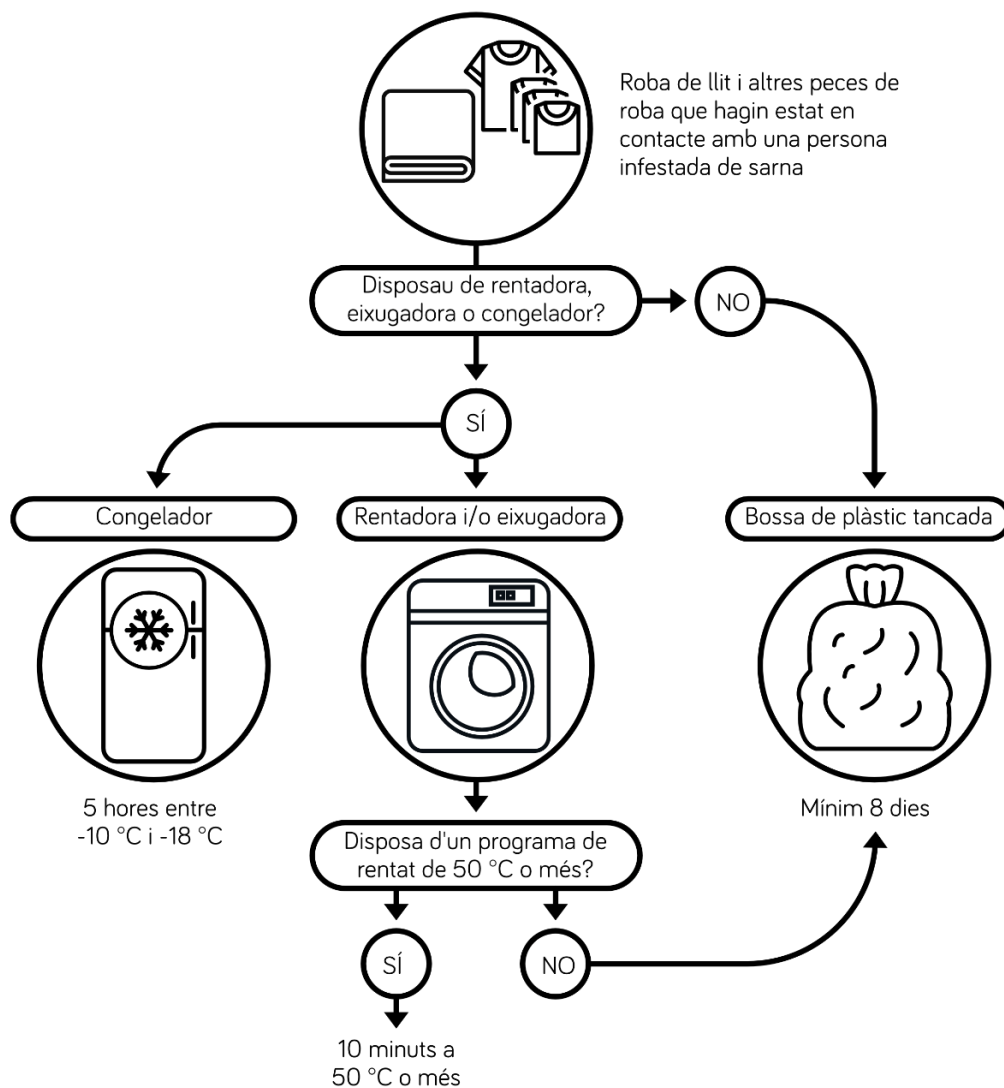 Roba de llit i altres peces de
roba que hagin estat en
contacte amb una persona
infestada de sarna
Disposau de rentadora,
eixugadora o congelador?
NO
SÍ
Congelador
Rentadora i/o eixugadora
Bossa de plàstic tancada
5 hores entre
-10 °C i -18 °C
Mínim 8 dies
Disposa d'un programa de
rentat de 50 °C o més?
SÍ
NO
10 minuts a
50 °C o més